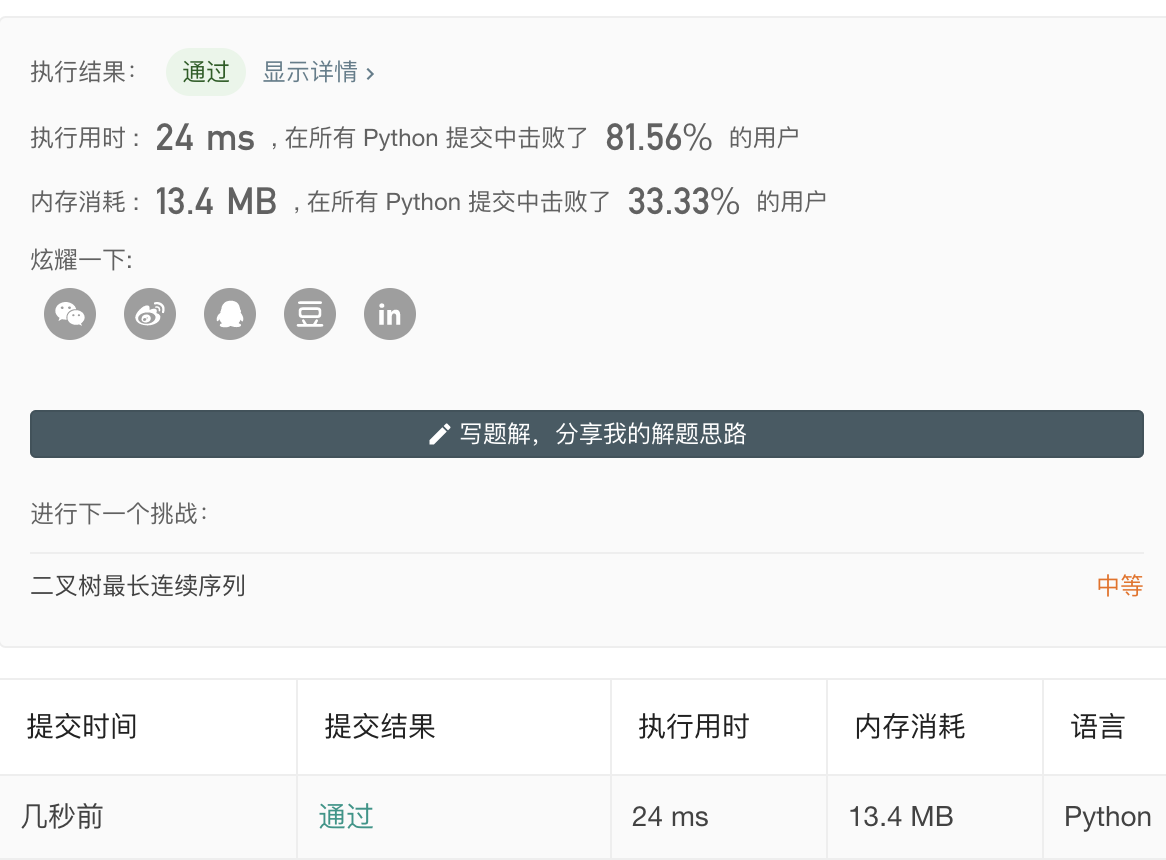 执行结果： 通过 显示详情 ›
执行用时 : 24 ms , 在所有 Python 提交中击败了 81.56% 的用户
内存消耗 : 13.4 MB , 在所有 Python 提交中击败了 33.33% 的用户
炫耀一下:
豆 in
写题解，分享我的解题思路
进行下一个挑战：
二叉树最长连续序列 中等
提交时间 提交结果 执行用时 内存消耗 语言
几秒前 通过 24 ms 13.4 MB Python